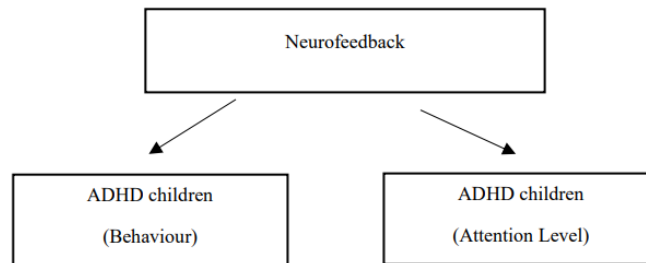 Neurofeedback
ADHD children
(Behaviour)
ADHD children
(Attention Level)